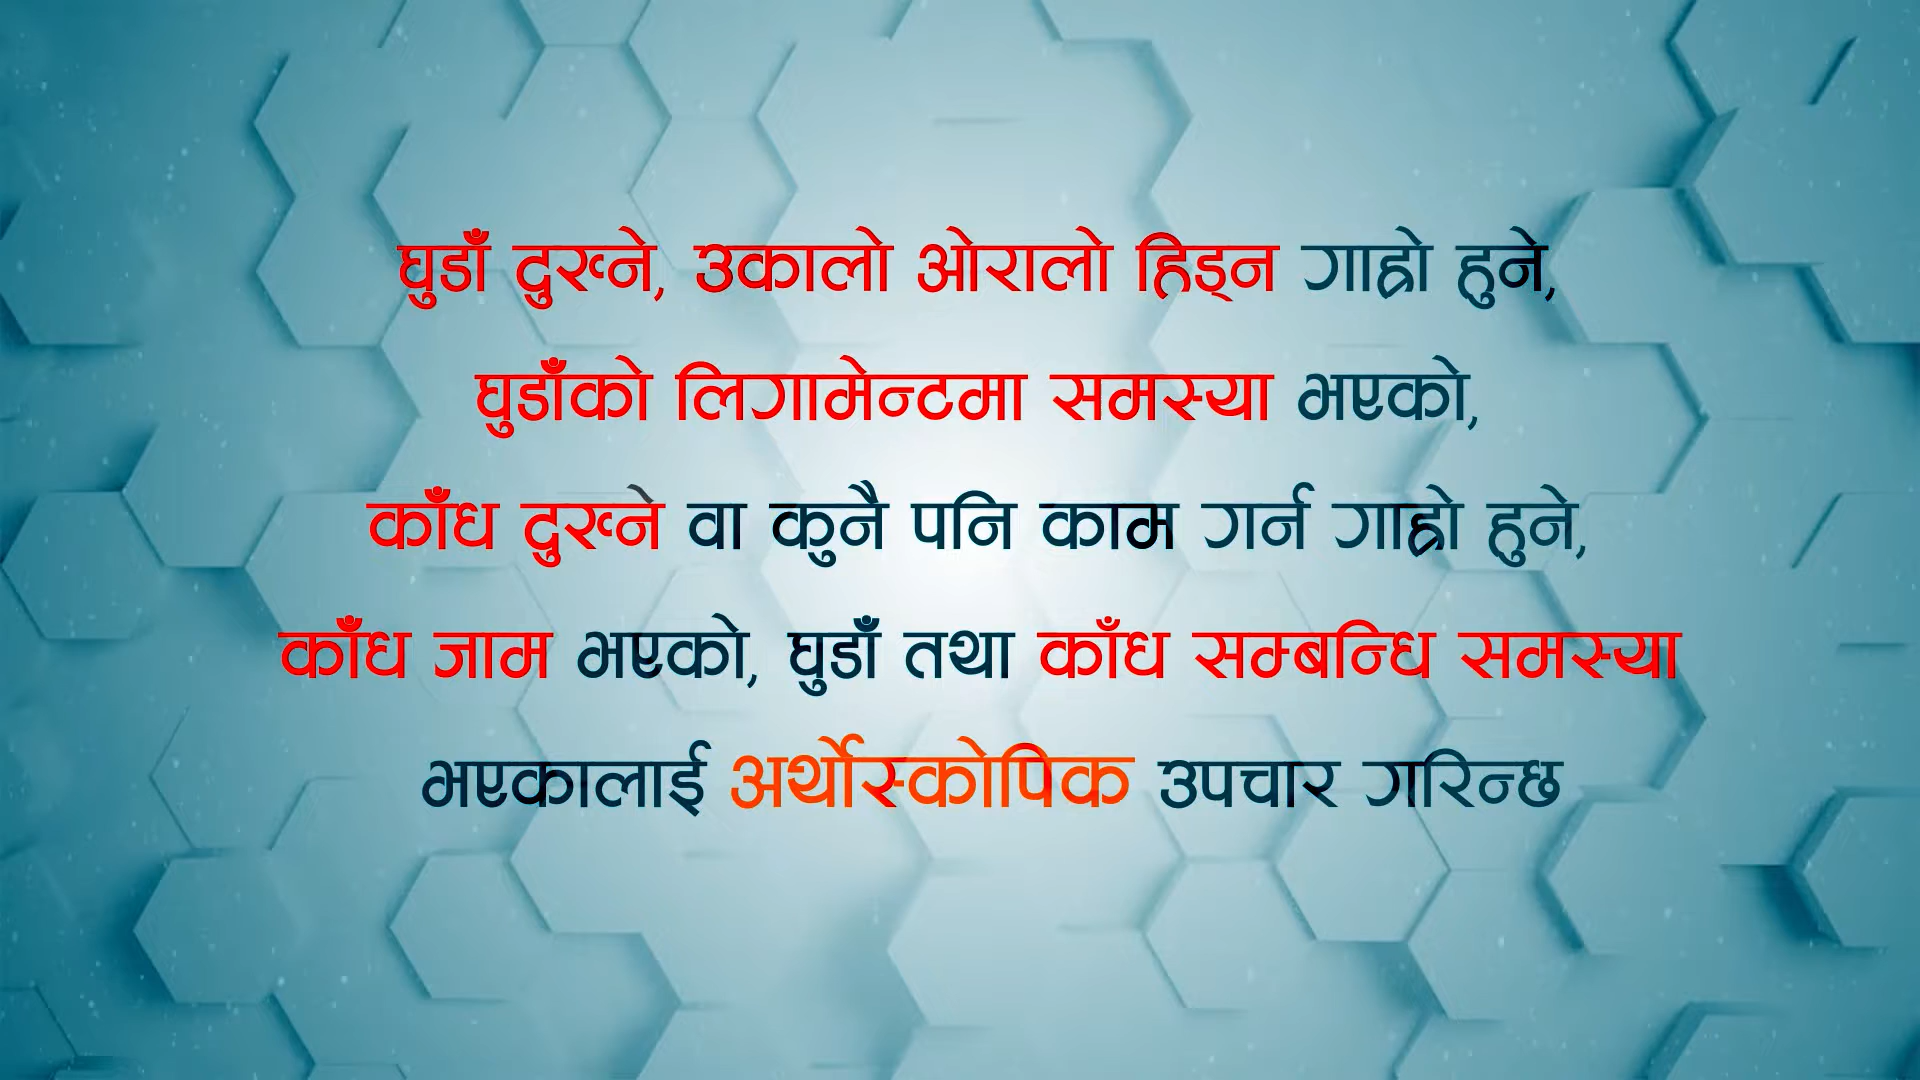 घुडाँ दुख्ने, उकालो ओरालो हिड्न गाह्रो हुने,
घुडाँको लिगामेन्टमा समस्या भएको,
काँध दुख्ने वा कुनै पनि काम गर्न गाह्रो हुने,
काँध जाम भएको, घुडाँ तथा काँध सम्बन्धि समस्या
भएकालाई अर्थोस्कोपिक उपचार गरिन्छ